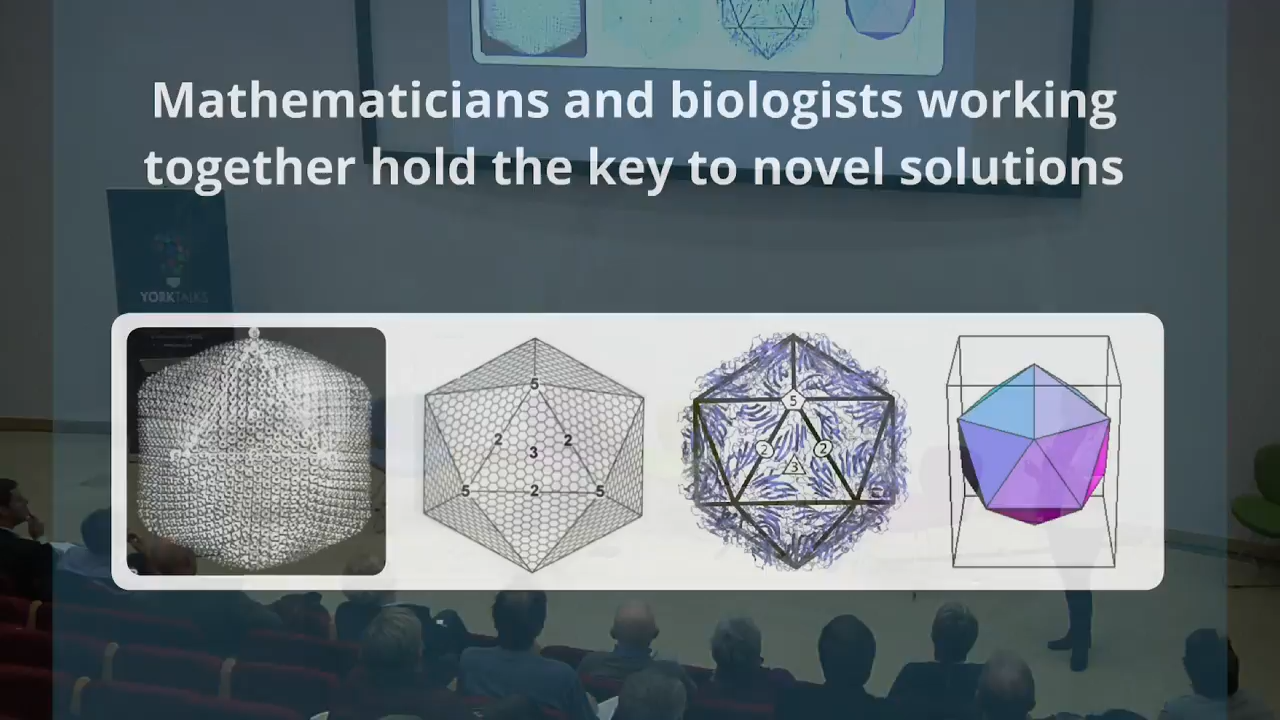 Mathematicians and biologists working
together hold the key to novel solutions
YORKTALKS
5
2 2
3
5 2 5
5
2 2
3